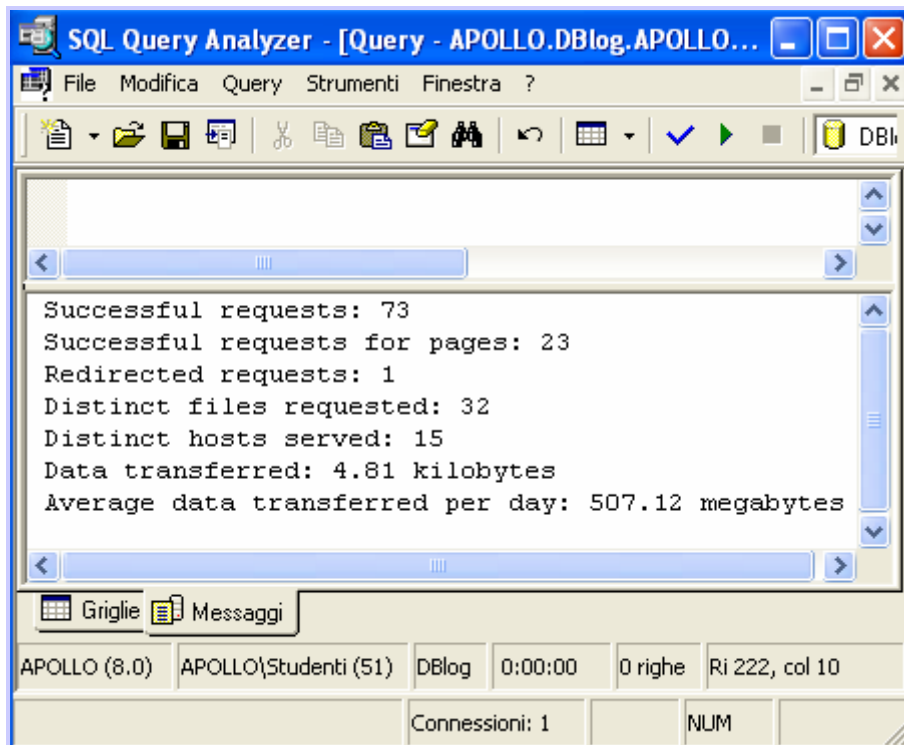 SQL Query Analyzer - [Query - APOLLO.DBlog.APOLLO...
File Modifica Query Strumenti Finestra ?
Successful requests: 73
Successful requests for pages: 23
Redirected requests: 1
Distinct files requested: 32
Distinct hosts served: 15
Data transferred: 4.81 kilobytes
Average data transferred per day: 507.12 megabytes
Griglie Messaggi
APOLLO (8.0) APOLLO\Studenti (51) DBlog 0:00:00 0 righe Ri 222, col 10
Connessioni: 1 NUM